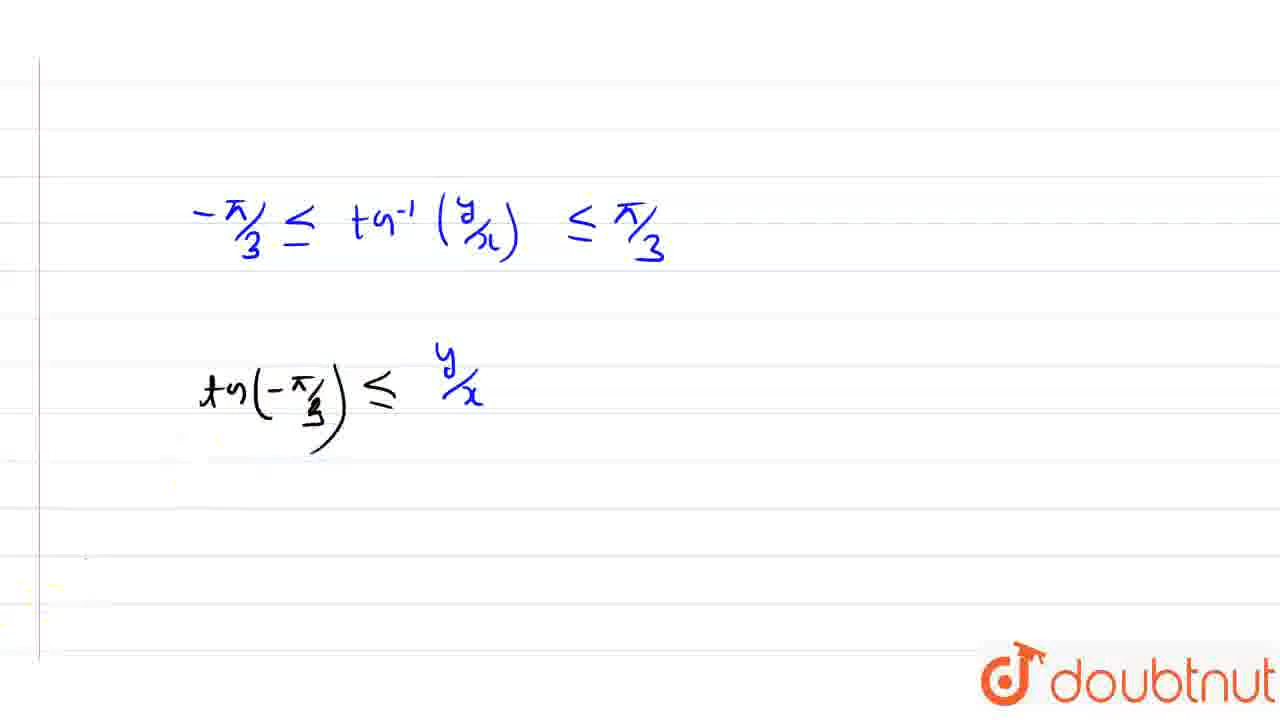 -π/3 ≤ tan⁻¹ (y/x) ≤ π/3
tan(-π/3) ≤ y/x
doubtnut